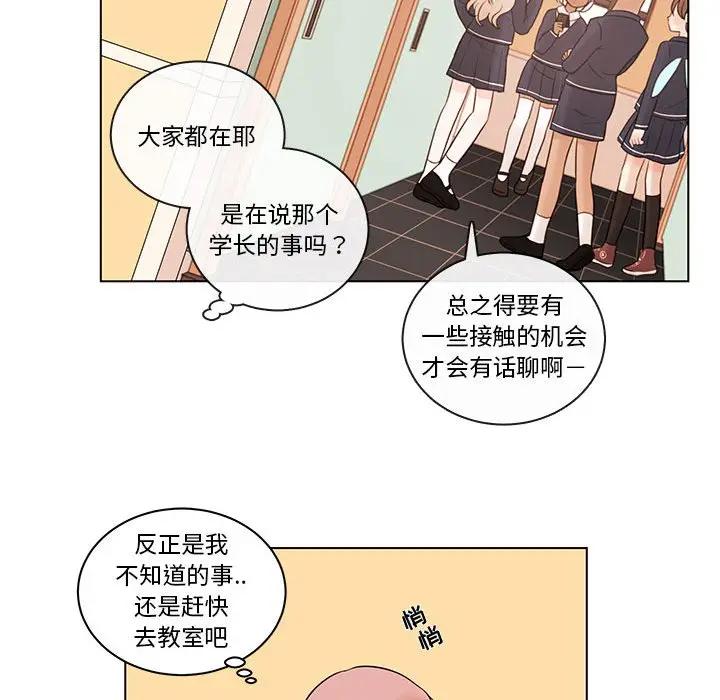 大家都在耶
是在说那个
学长的事吗？
总之得要有
一些接触的机会
才会有话聊啊—
反正是我
不知道的事..
还是赶快
去教室吧
悄
悄